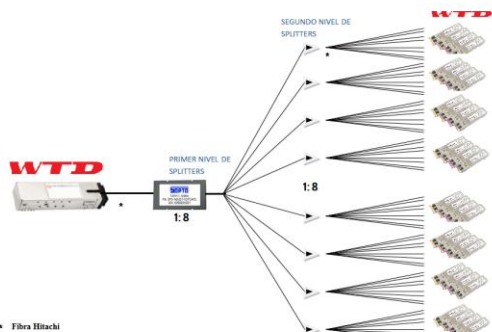 SEGUNDO NIVEL DE
SPLITTERS
WTD
*
WTD
PRIMER NIVEL DE
SPLITTERS
1: 8
*
1: 8
Fibra Hitachi